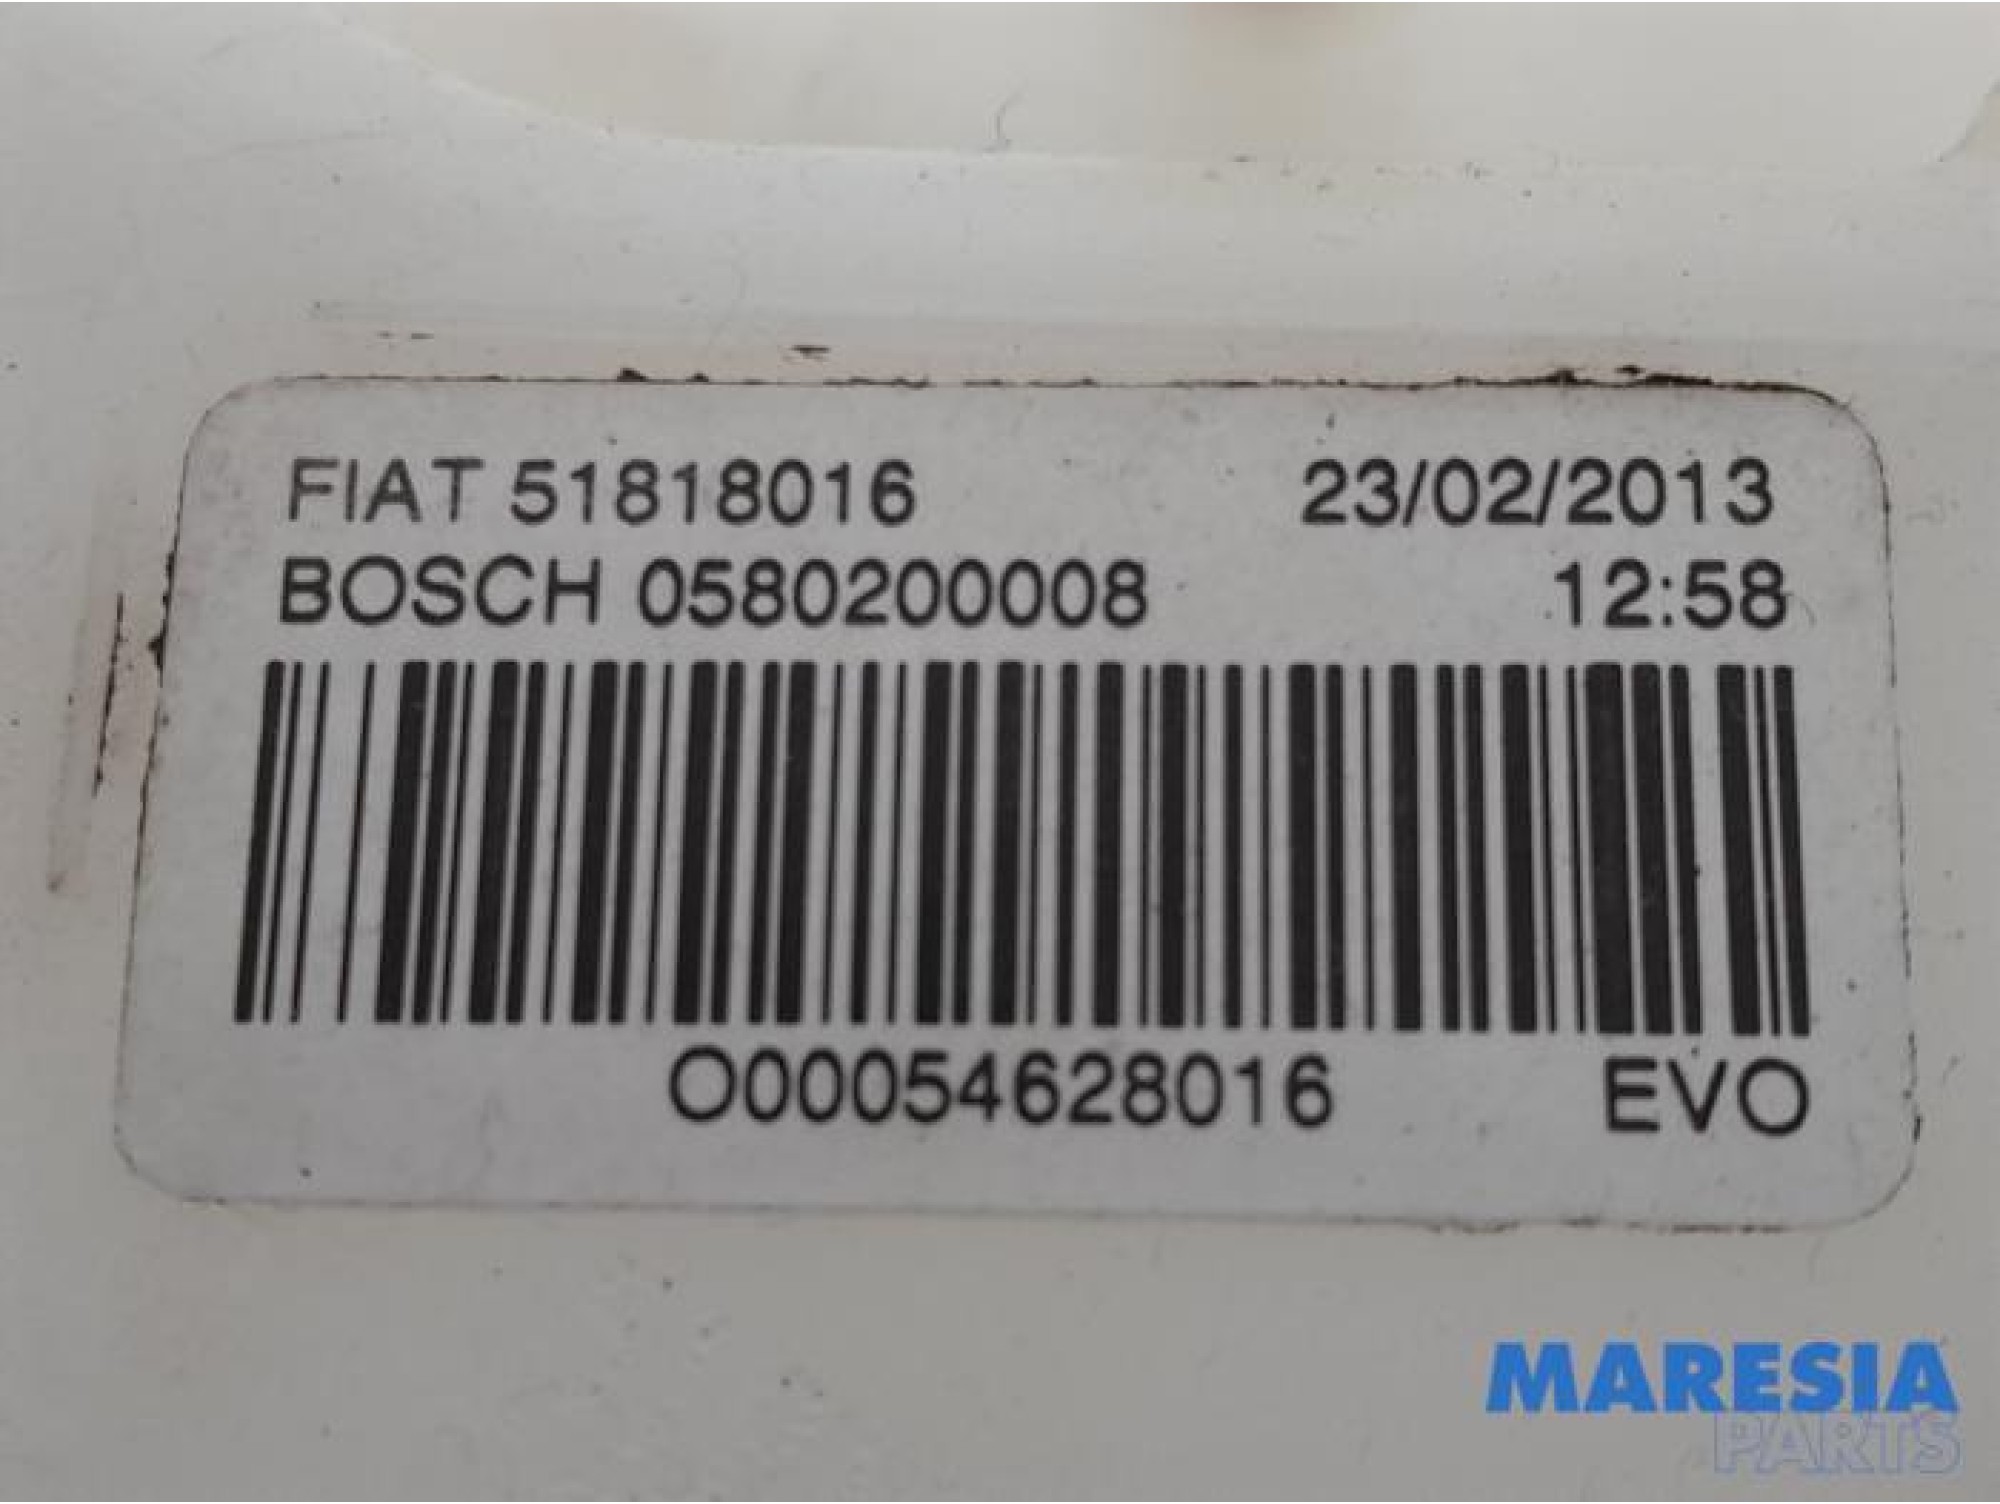 FIAT 51818016 23/02/2013
BOSCH 0580200008 12:58
O00054628016 EVO
MARESIA
PARTS